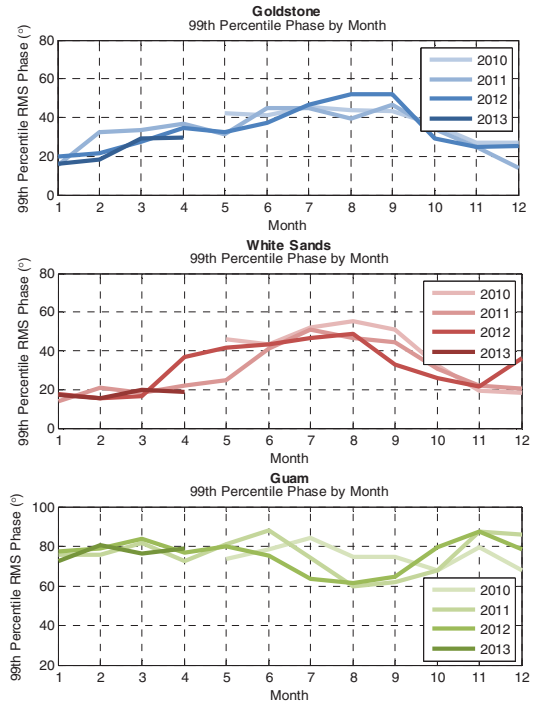 Goldstone
99th Percentile Phase by Month
99th Percentile RMS Phase (°)
80
60
40
20
0
2010
2011
2012
2013
1 2 3 4 5 6 7 8 9 10 11 12
Month
White Sands
99th Percentile Phase by Month
99th Percentile RMS Phase (°)
80
60
40
20
0
2010
2011
2012
2013
1 2 3 4 5 6 7 8 9 10 11 12
Month
Guam
99th Percentile Phase by Month
99th Percentile RMS Phase (°)
100
80
60
40
20
2010
2011
2012
2013
1 2 3 4 5 6 7 8 9 10 11 12
Month